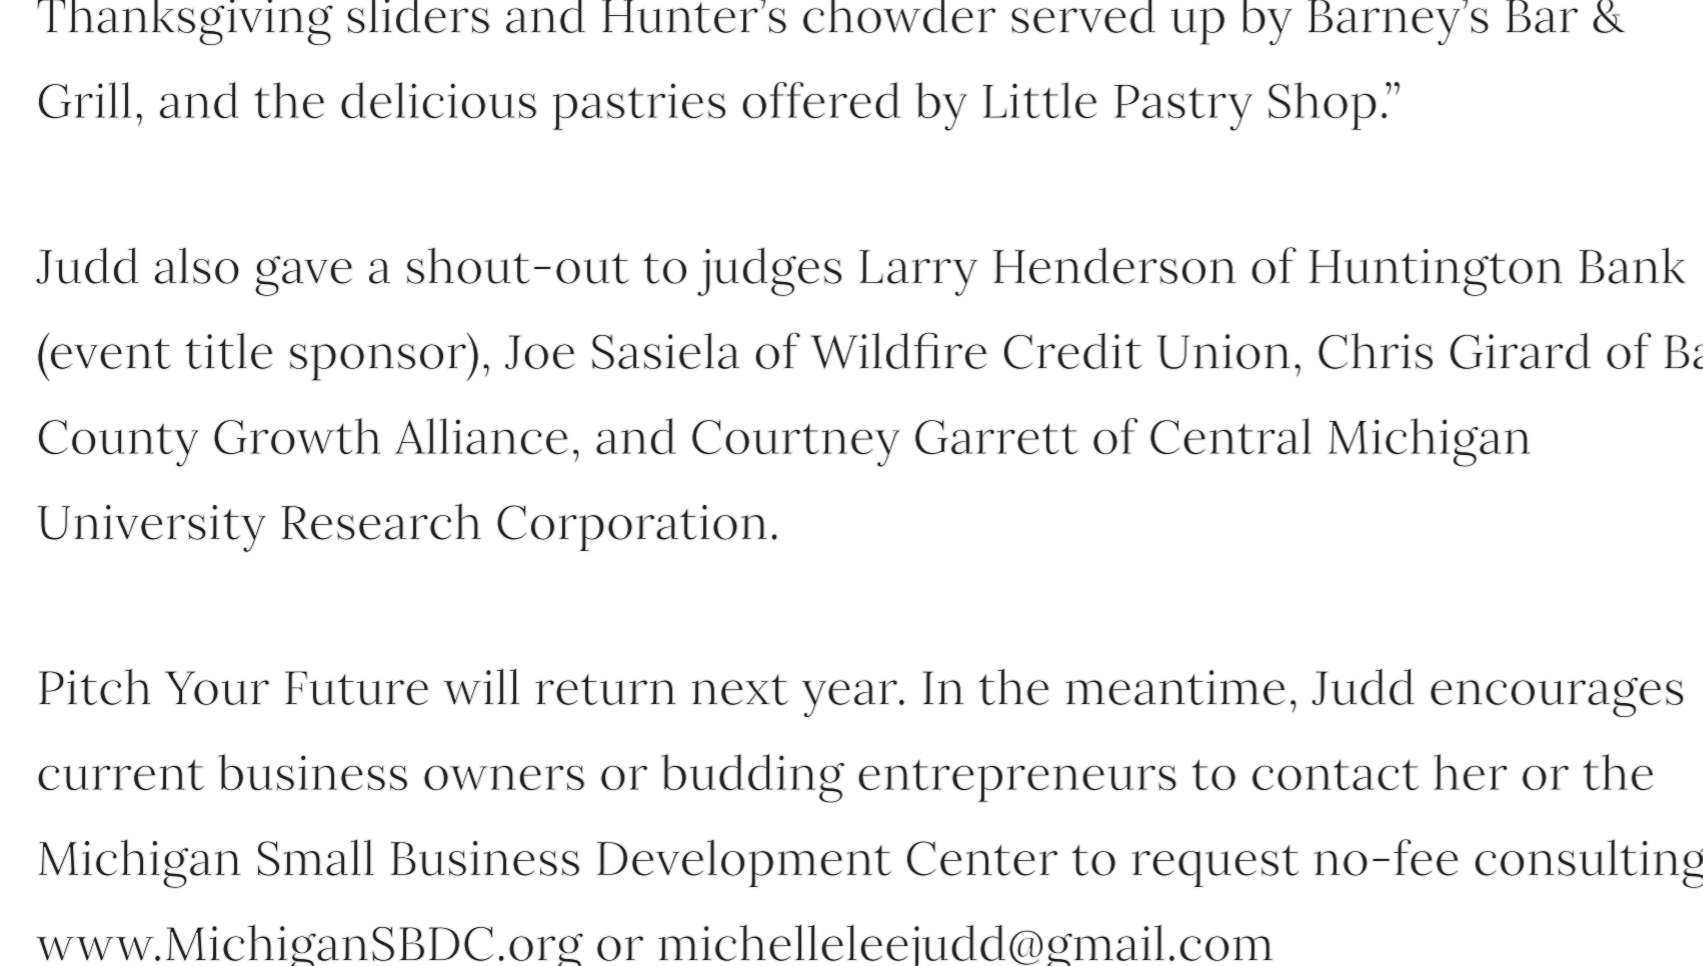 Thanksgiving sliders and Hunter’s chowder served up by Barney’s Bar &
Grill, and the delicious pastries offered by Little Pastry Shop.”
Judd also gave a shout-out to judges Larry Henderson of Huntington Bank
(event title sponsor), Joe Sasiela of Wildfire Credit Union, Chris Girard of
County Growth Alliance, and Courtney Garrett of Central Michigan
University Research Corporation.
Pitch Your Future will return next year. In the meantime, Judd encourages
current business owners or budding entrepreneurs to contact her or the
Michigan Small Business Development Center to request no-fee consulting
www.MichiganSBDC.org or michelleleejudd@gmail.com